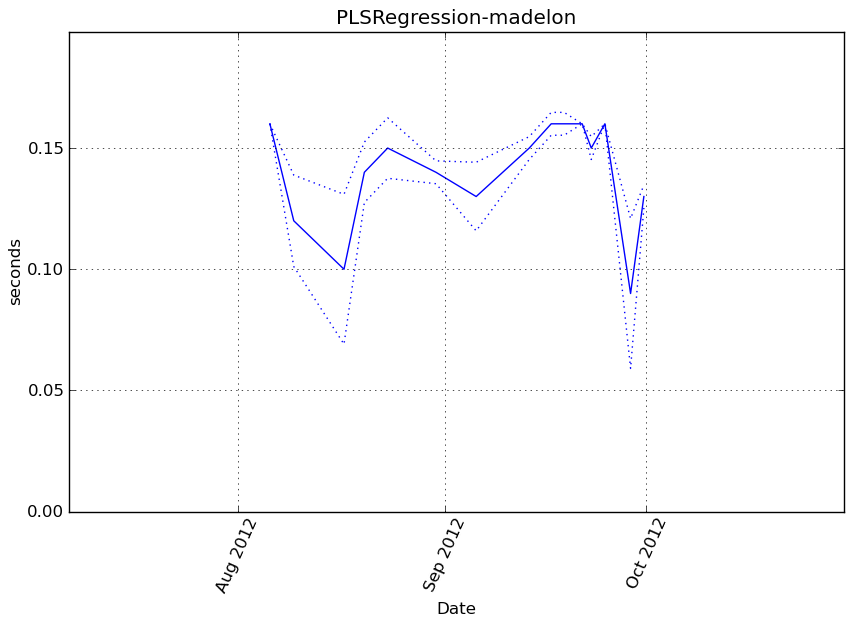 PLSRegression-madelon
0.15
0.10
0.05
0.00
seconds
Aug 2012
Sep 2012
Oct 2012
Date